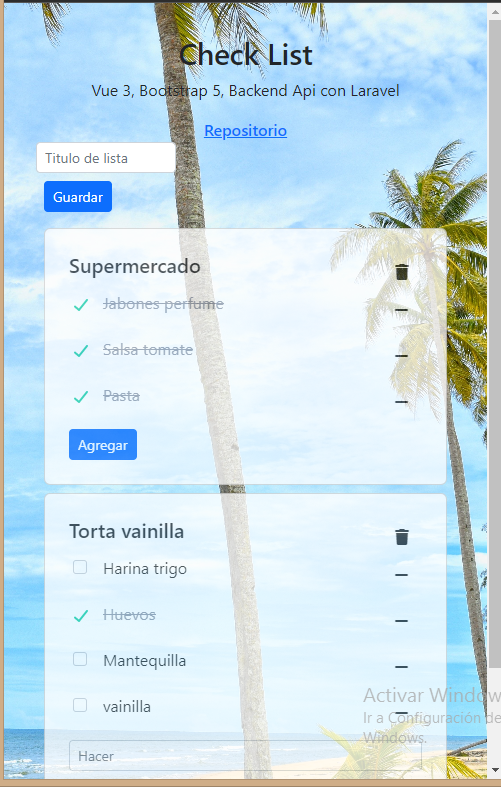 Check List
Vue 3, Bootstrap 5, Backend Api con Laravel
Repositorio
Titulo de lista
Guardar
Supermercado
Jabones perfume
Salsa tomate
Pasta
Agregar
Torta vainilla
Harina trigo
Huevos
Mantequilla
vainilla
Hacer
Activar Window
Ir a Configuración de
Windows.